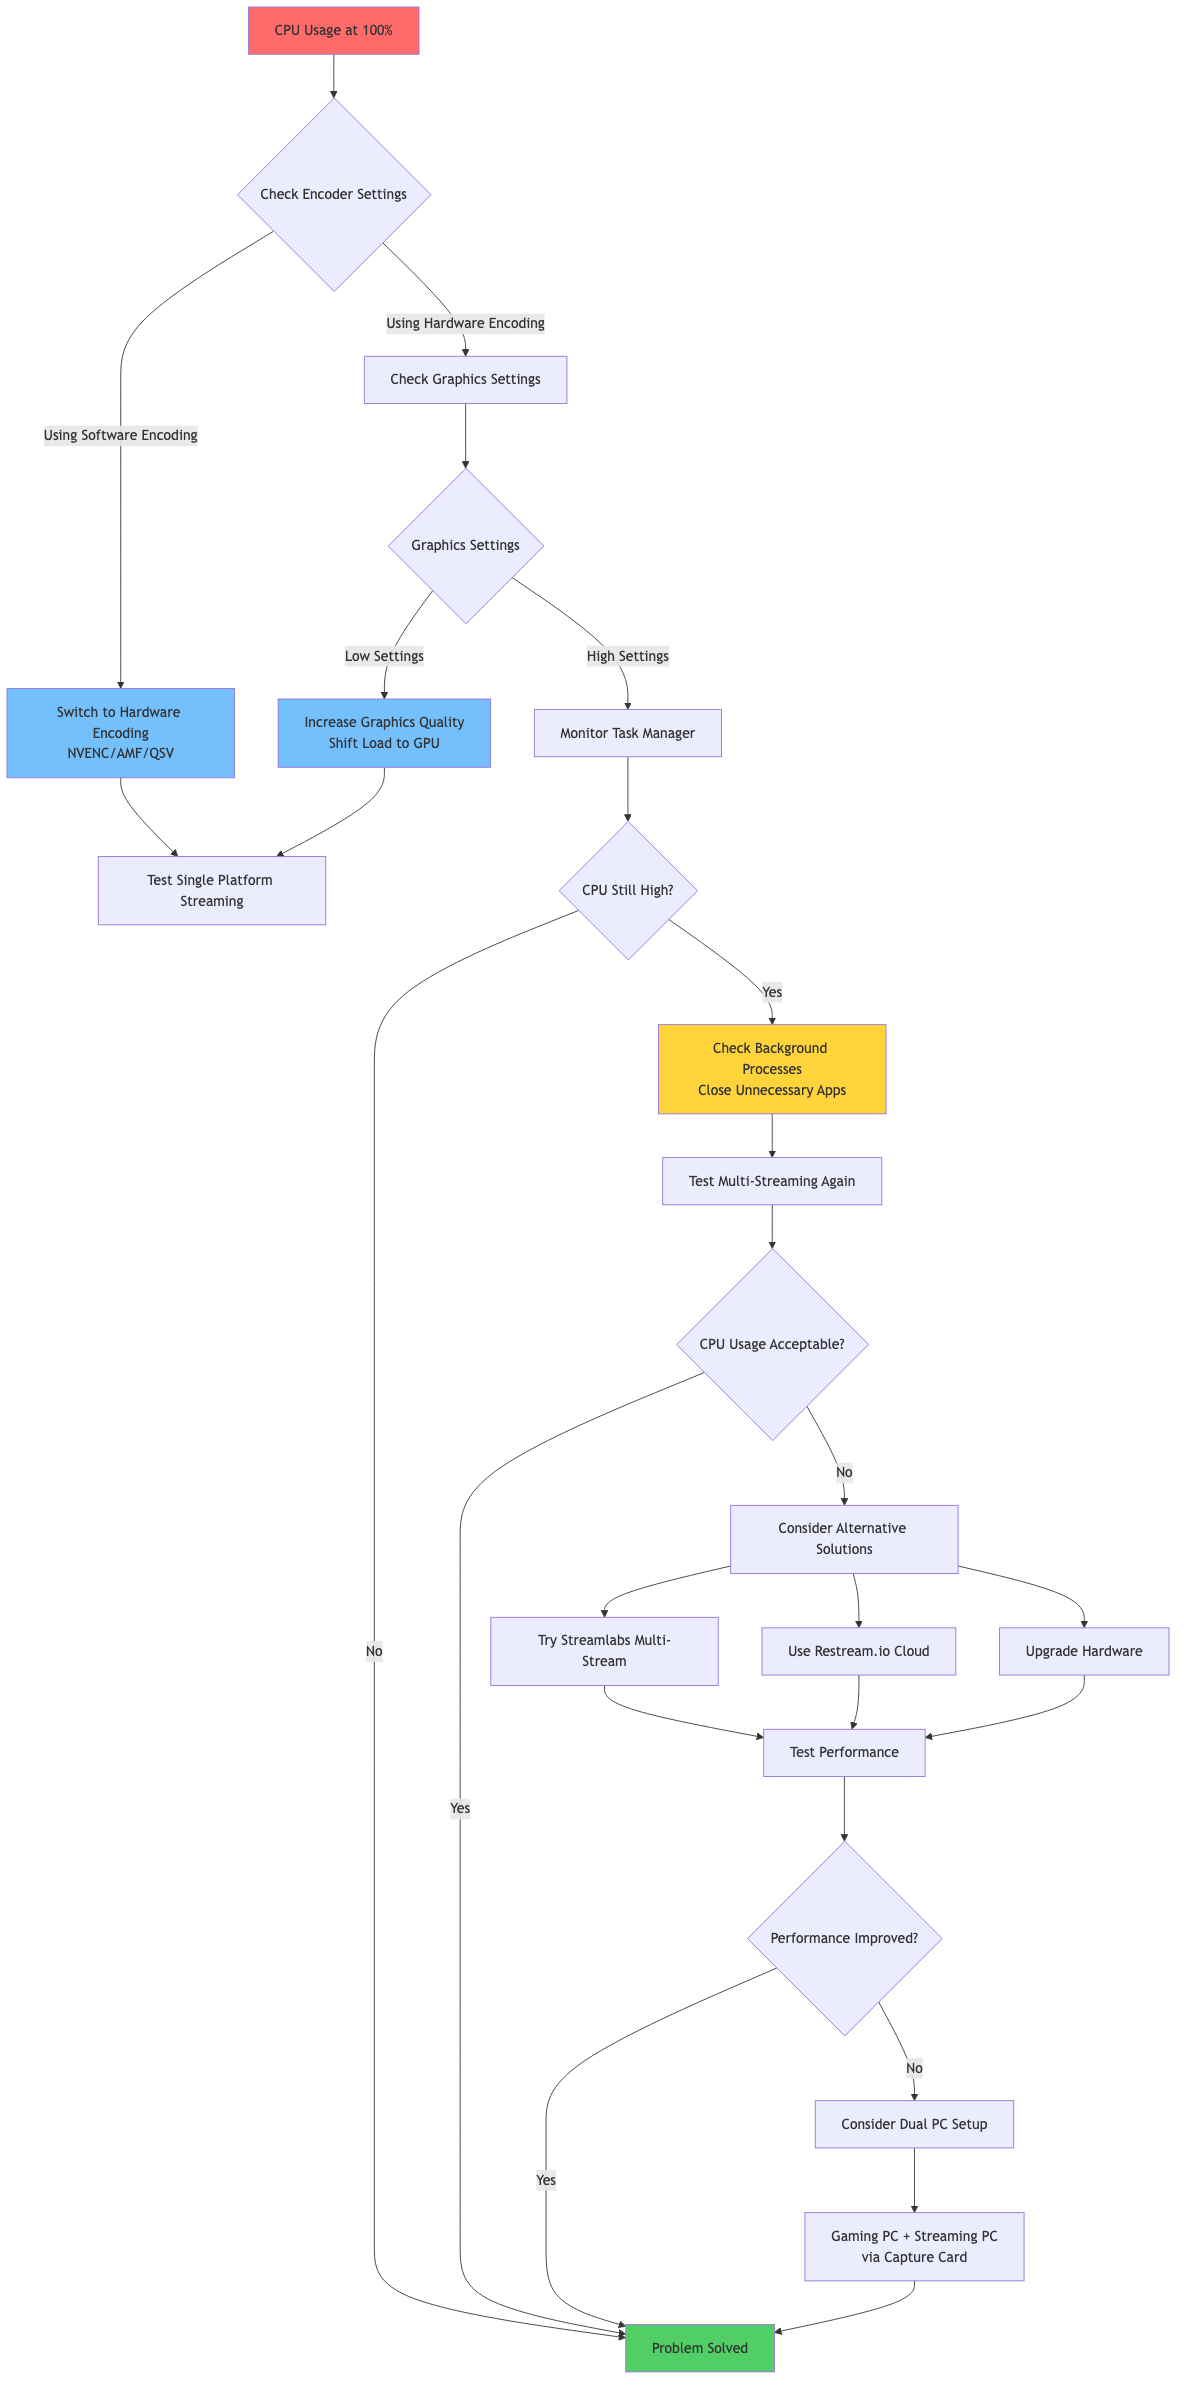 CPU Usage at 100%
Check Encoder Settings
Using Hardware Encoding
Check Graphics Settings
Using Software Encoding
Graphics Settings
Low Settings
High Settings
Switch to Hardware
Encoding
NVENC/AMF/QSV
Increase Graphics Quality
Shift Load to GPU
Monitor Task Manager
Test Single Platform
Streaming
CPU Still High?
Yes
Check Background
Processes
Close Unnecessary Apps
Test Multi-Streaming Again
CPU Usage Acceptable?
No
Consider Alternative
Solutions
Try Streamlabs Multi-
Stream
Use Restream.io Cloud
Upgrade Hardware
No
Test Performance
Yes
Performance Improved?
No
Consider Dual PC Setup
Yes
Gaming PC + Streaming PC
via Capture Card
Problem Solved